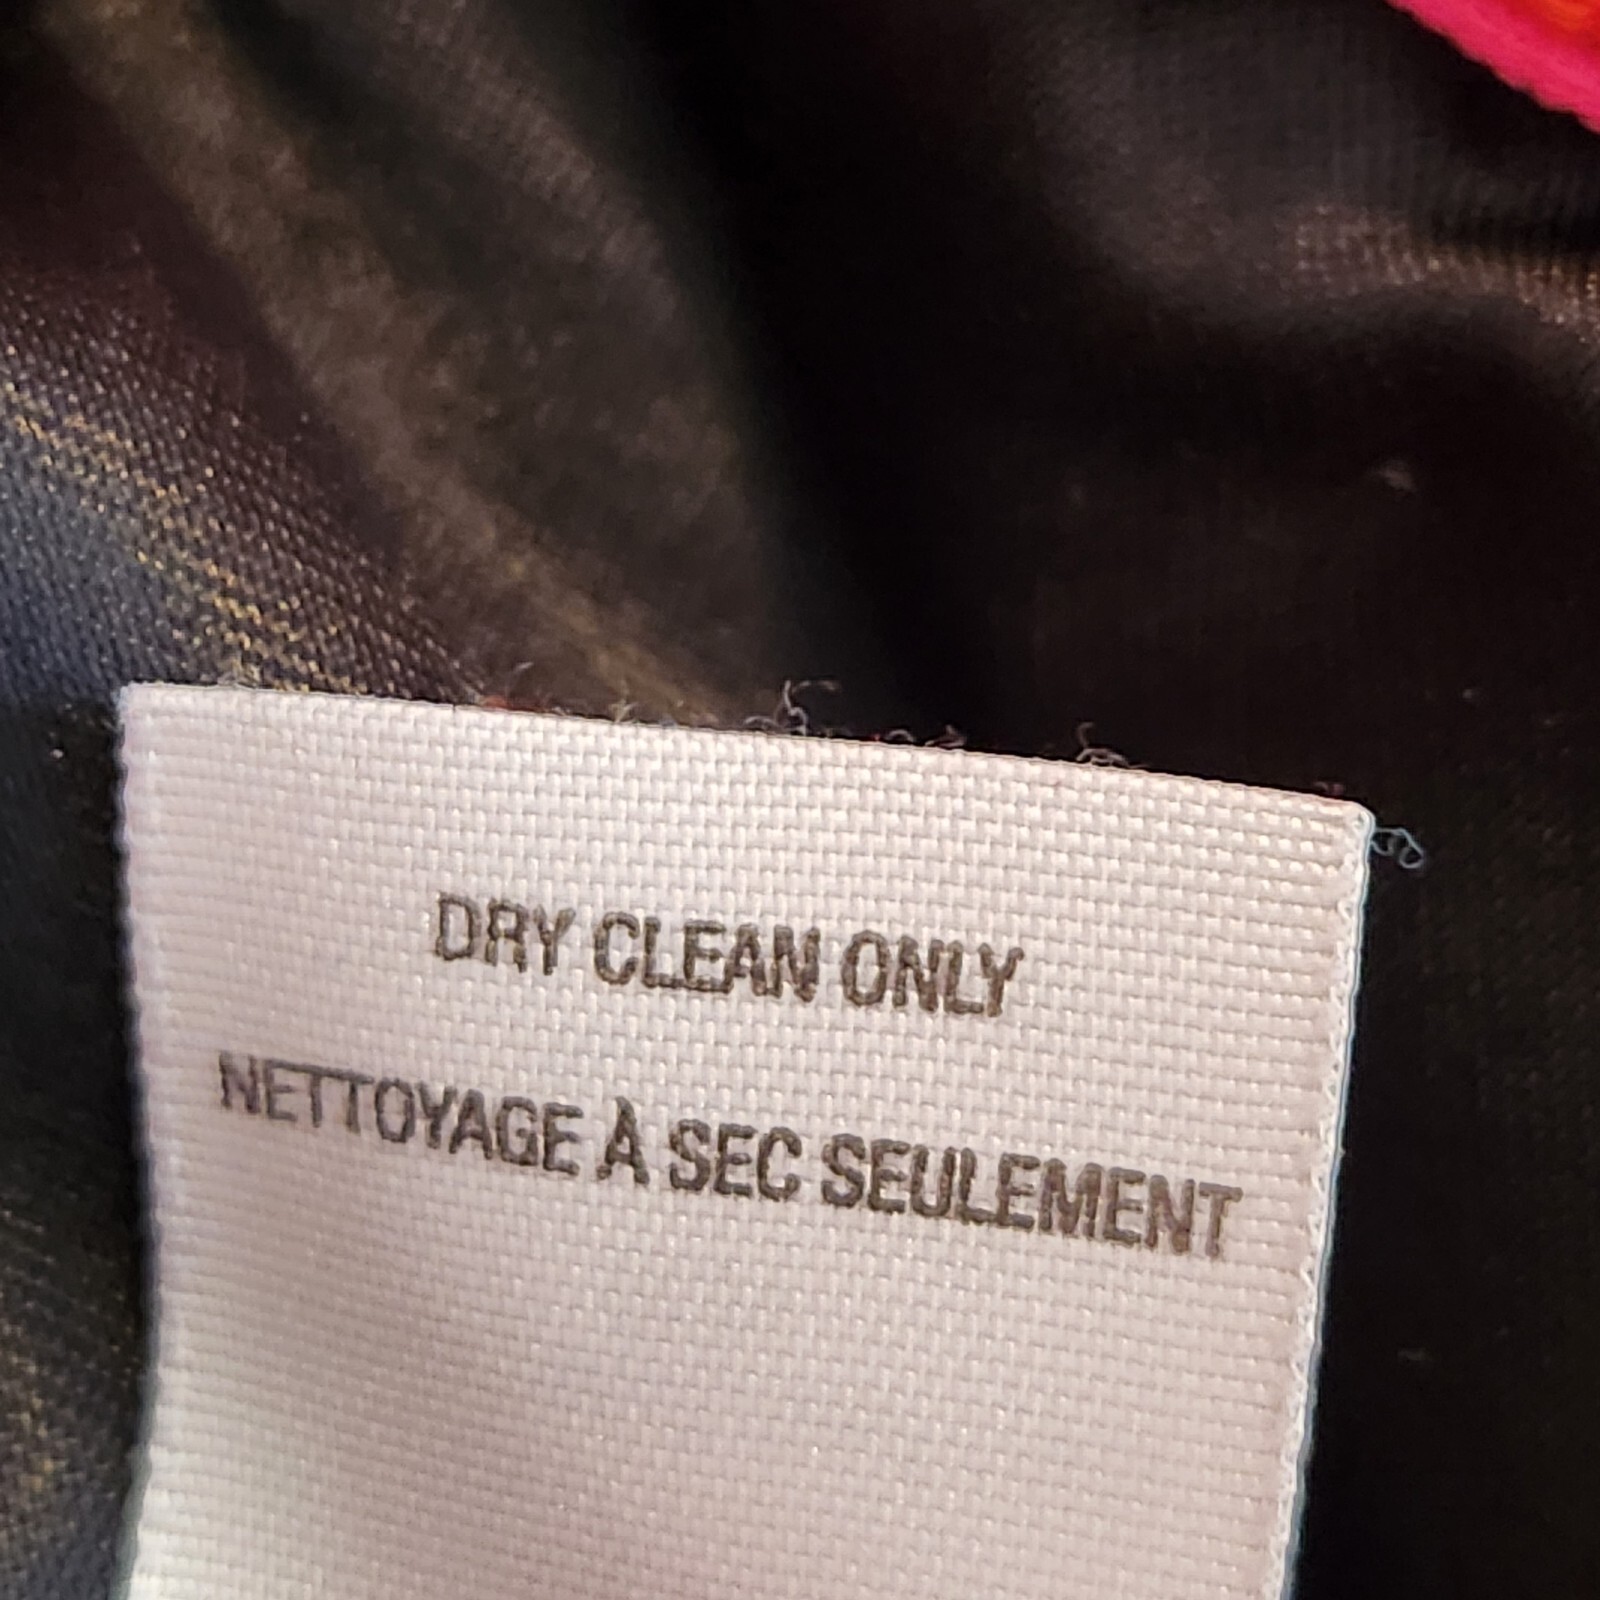 DRY CLEAN ONLY
NETTOYAGE À SEC SEULEMENT